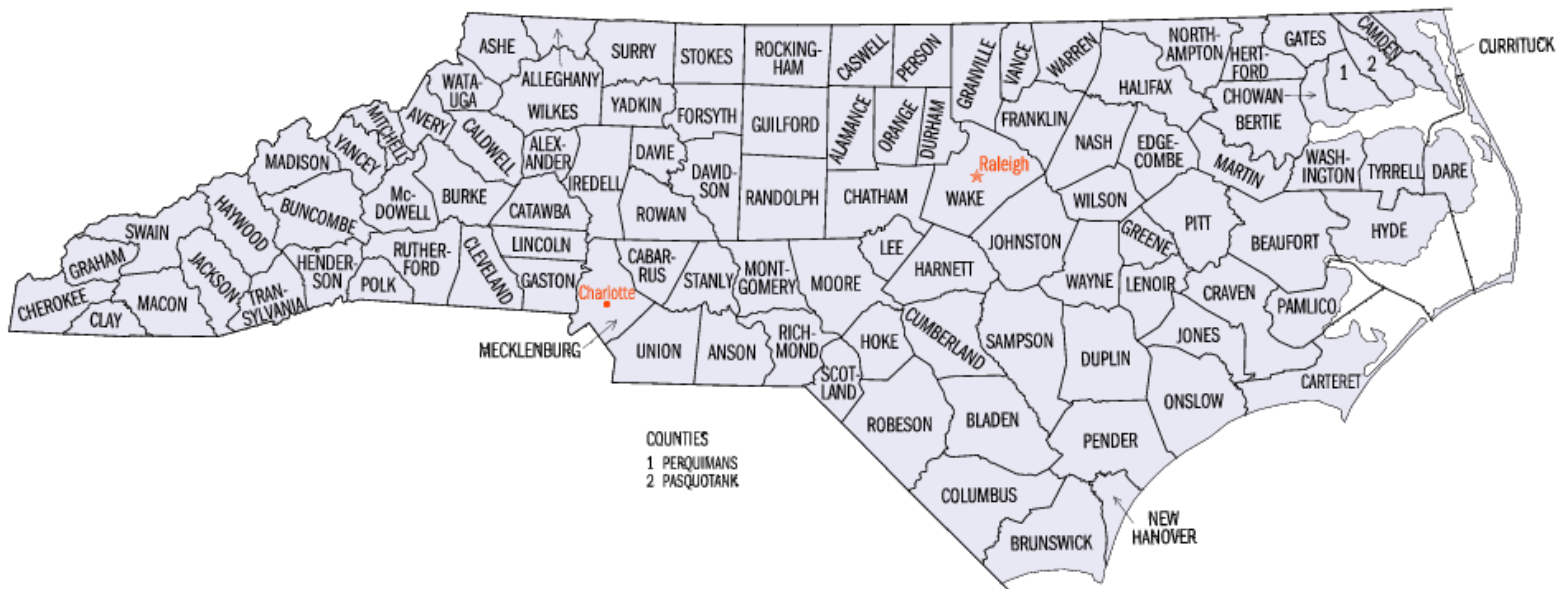 ASHE
SURRY
STOKES
ROCKING-
HAM
CASWELL
PERSON
GRANVILLE
VANCE
WARREN
NORTH-
AMPTON
HERT-
FORD
GATES
CAMDEN
CURRITUCK
1
2
WATA-
UGA
ALLEGHANY
WILKES
YADKIN
FORSYTH
GUILFORD
ALAMANCE
ORANGE
DURHAM
FRANKLIN
HALIFAX
CHOWAN
BERTIE
MITCHELL
AVERY
CALDWELL
ALEX-
ANDER
DAVIE
IREDELL
DAVID-
SON
RANDOLPH
CHATHAM
Raleigh
WAKE
NASH
EDGE-
COMBE
MARTIN
WASH-
INGTON
TYRRELL
DARE
MADISON
YANCEY
Mc-
DOWELL
BURKE
CATAWBA
ROWAN
WILSON
PITT
BEAUFORT
HYDE
SWAIN
HAYWOOD
BUNCOMBE
RUTHER-
FORD
CLEVELAND
LINCOLN
GASTON
CABAR-
RUS
STANLY
MONT-
GOMERY
MOORE
LEE
HARNETT
JOHNSTON
GREENE
WAYNE
LENOIR
CRAVEN
PAMLICO
GRAHAM
JACKSON
HENDER-
SON
POLK
CHEROKEE
CLAY
MACON
TRAN-
SYLVANIA
Charlotte
MECKLENBURG
UNION
ANSON
RICH-
MOND
SCOT-
LAND
HOKE
CUMBERLAND
SAMPSON
DUPLIN
JONES
ONSLOW
CARTERET
ROBESON
BLADEN
PENDER
COLUMBUS
BRUNSWICK
NEW
HANOVER
COUNTIES
1 PERQUIMANS
2 PASQUOTANK